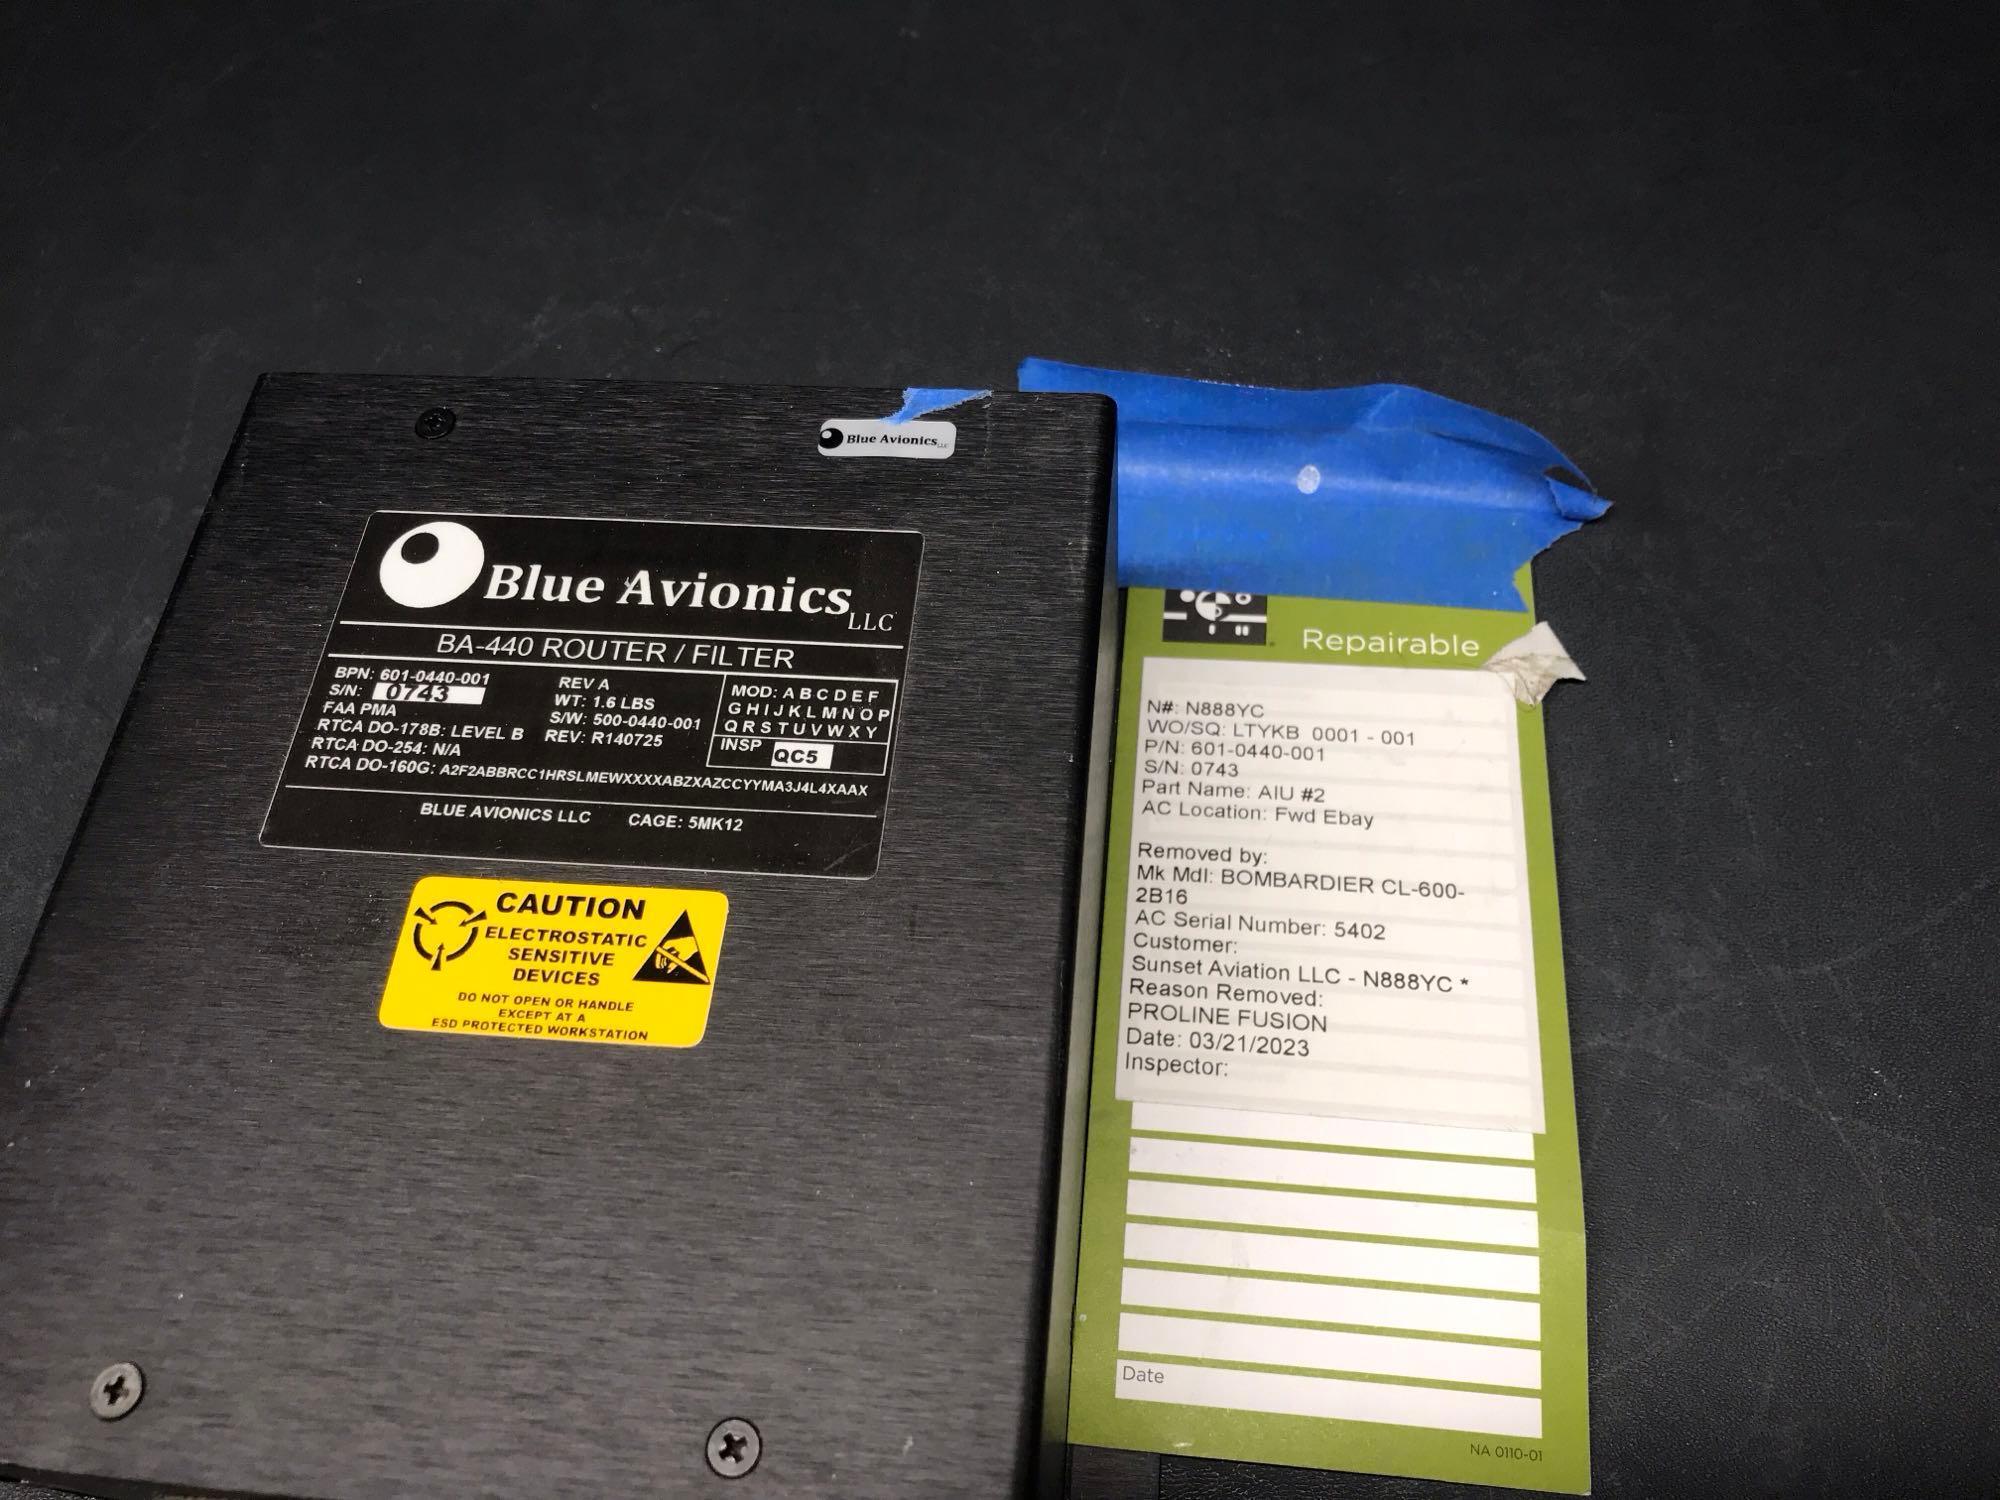 Blue Avionics LLC
Blue Avionics LLC
BA-440 ROUTER / FILTER
BPN: 601-0440-001
S/N: 0743
FAA PMA
RTCA DO-178B: LEVEL B
RTCA DO-254: N/A
RTCA DO-160G: A2F2ABBRCC1HRSLMEWXXXXABZXAZCCYYMA3J4L4XAAX
REV A
WT: 1.6 LBS
S/W: 500-0440-001
REV: R140725
MOD: A B C D E F
G H I J K L M N O P
Q R S T U V W X Y
INSP QC5
BLUE AVIONICS LLC CAGE: 5MK12
CAUTION
ELECTROSTATIC
SENSITIVE
DEVICES
DO NOT OPEN OR HANDLE
EXCEPT AT A
ESD PROTECTED WORKSTATION
Repairable
N#: N888YC
WO/SQ: LTYKB 0001 - 001
P/N: 601-0440-001
S/N: 0743
Part Name: AIU #2
AC Location: Fwd Ebay
Removed by:
Mk Mdl: BOMBARDIER CL-600-
2B16
AC Serial Number: 5402
Customer:
Sunset Aviation LLC - N888YC *
Reason Removed:
PROLINE FUSION
Date: 03/21/2023
Inspector:
Date
NA 0110-01